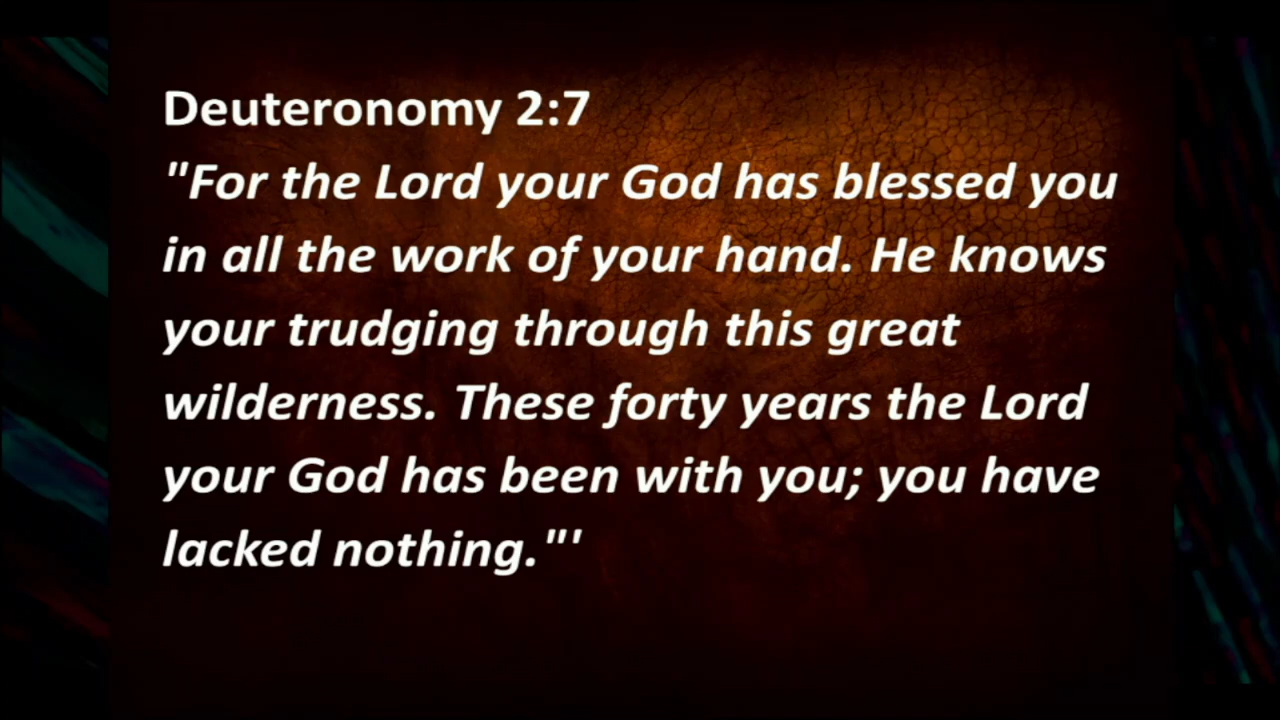 Deuteronomy 2:7
"For the Lord your God has blessed you
in all the work of your hand. He knows
your trudging through this great
wilderness. These forty years the Lord
your God has been with you; you have
lacked nothing."'